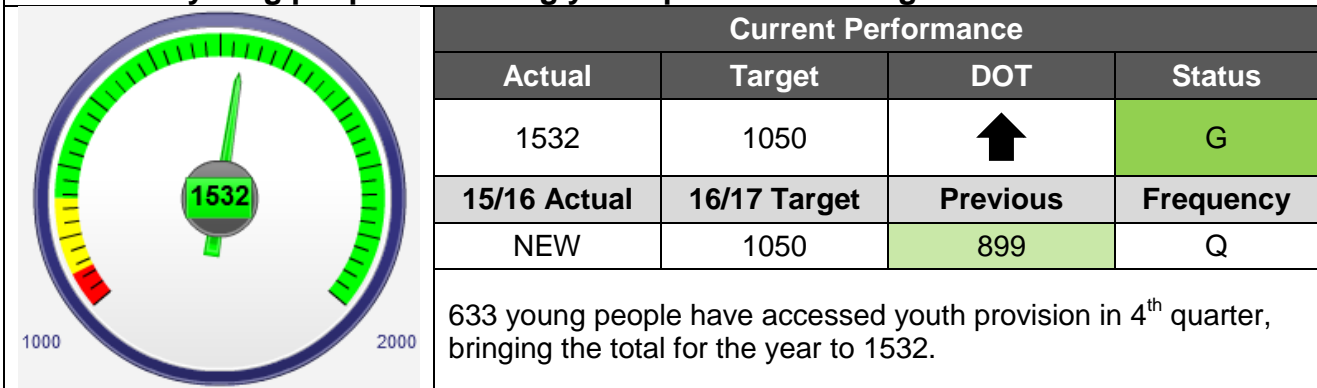 Current Performance
Actual Target DOT Status
1532 1050 G
15/16 Actual 16/17 Target Previous Frequency
NEW 1050 899 Q
633 young people have accessed youth provision in 4th quarter,
bringing the total for the year to 1532.
1532
1000 2000